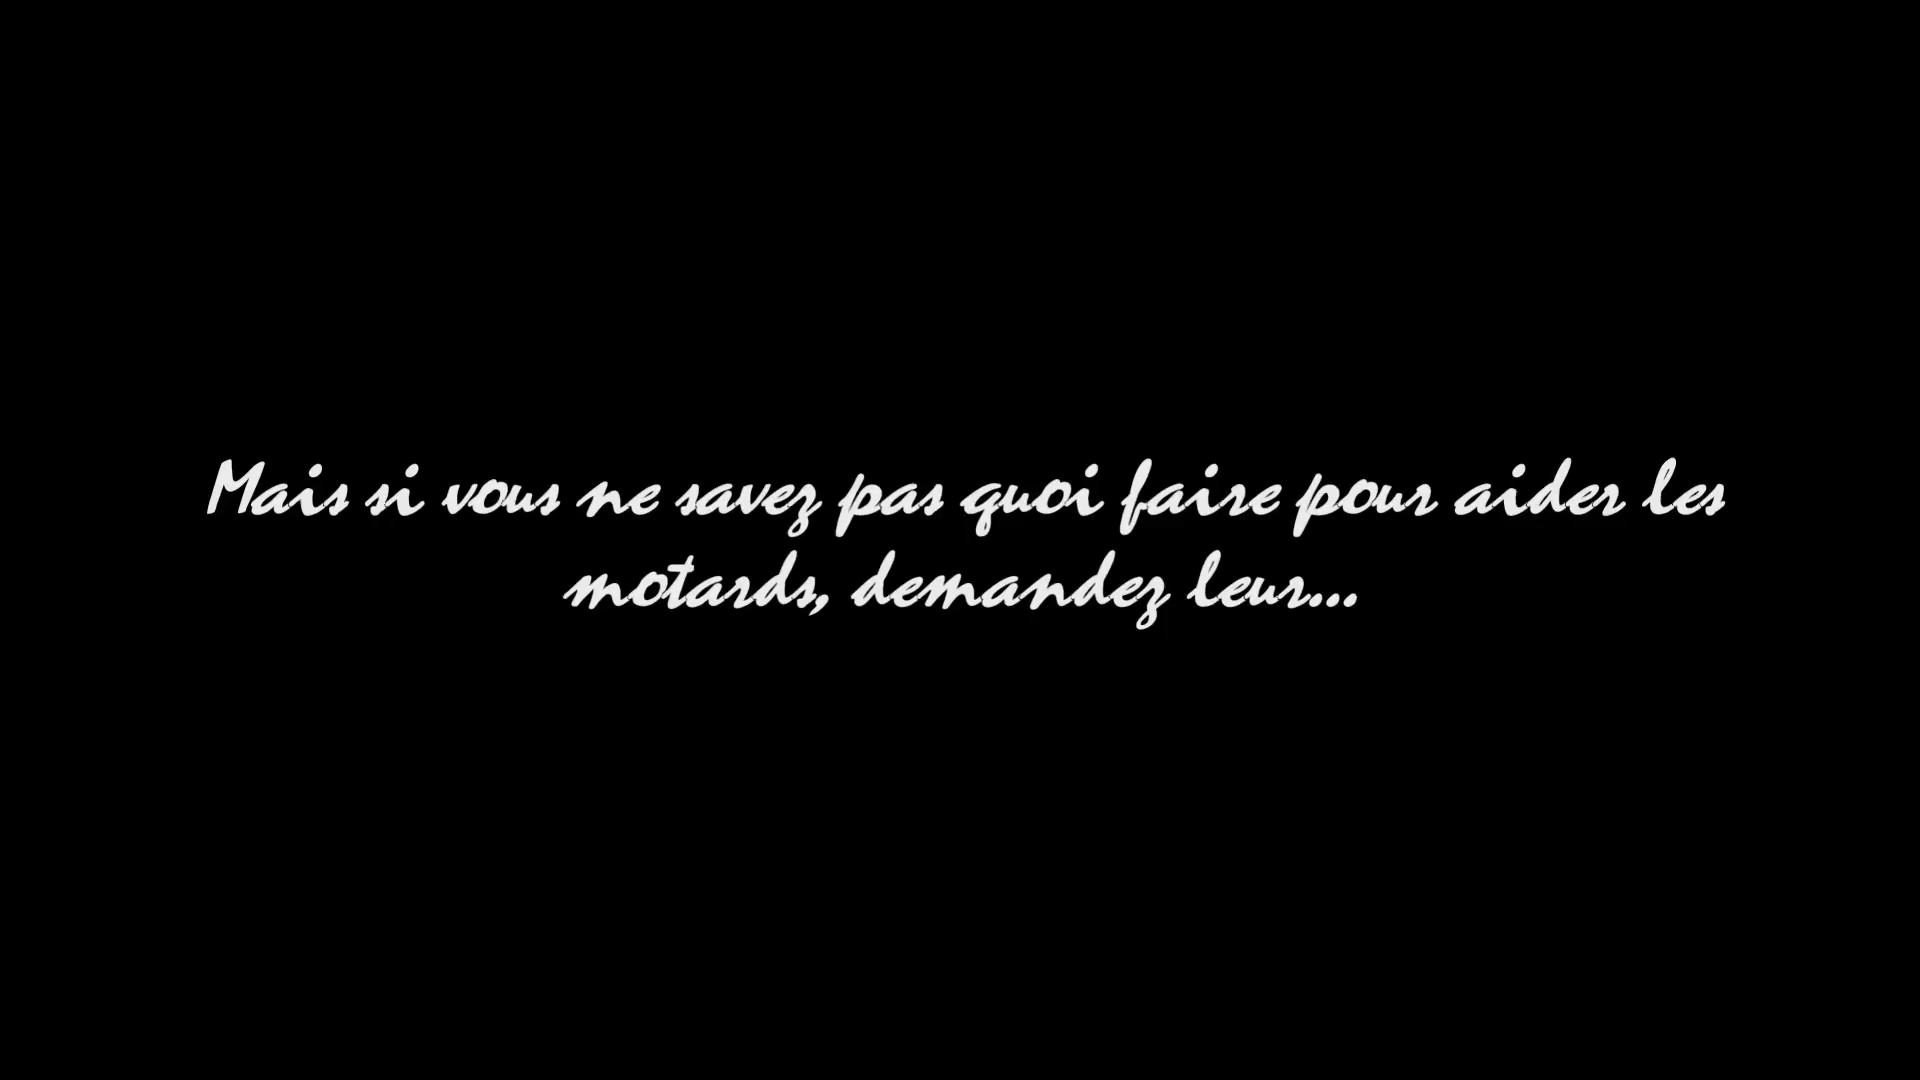 Mais si vous ne savez pas quoi faire pour aider les
motards, demandez leur...